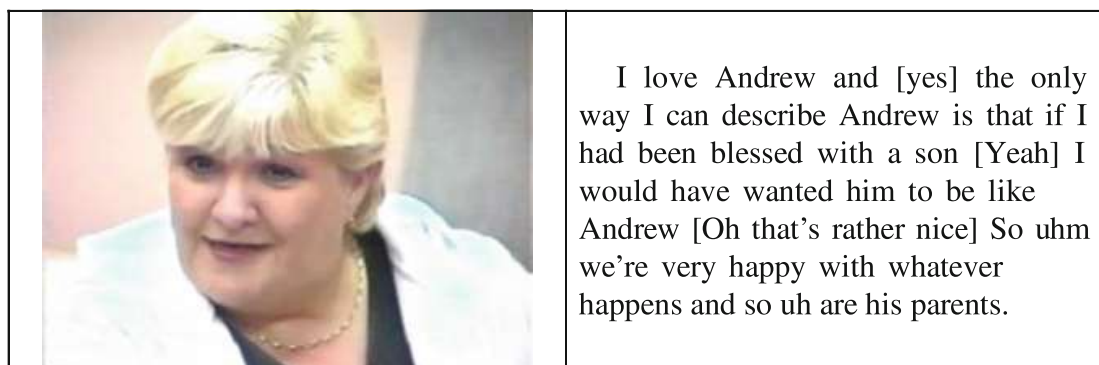 I love Andrew and [yes] the only
way I can describe Andrew is that if I
had been blessed with a son [Yeah] I
would have wanted him to be like
Andrew [Oh that's rather nice] So uhm
we're very happy with whatever
happens and so uh are his parents.